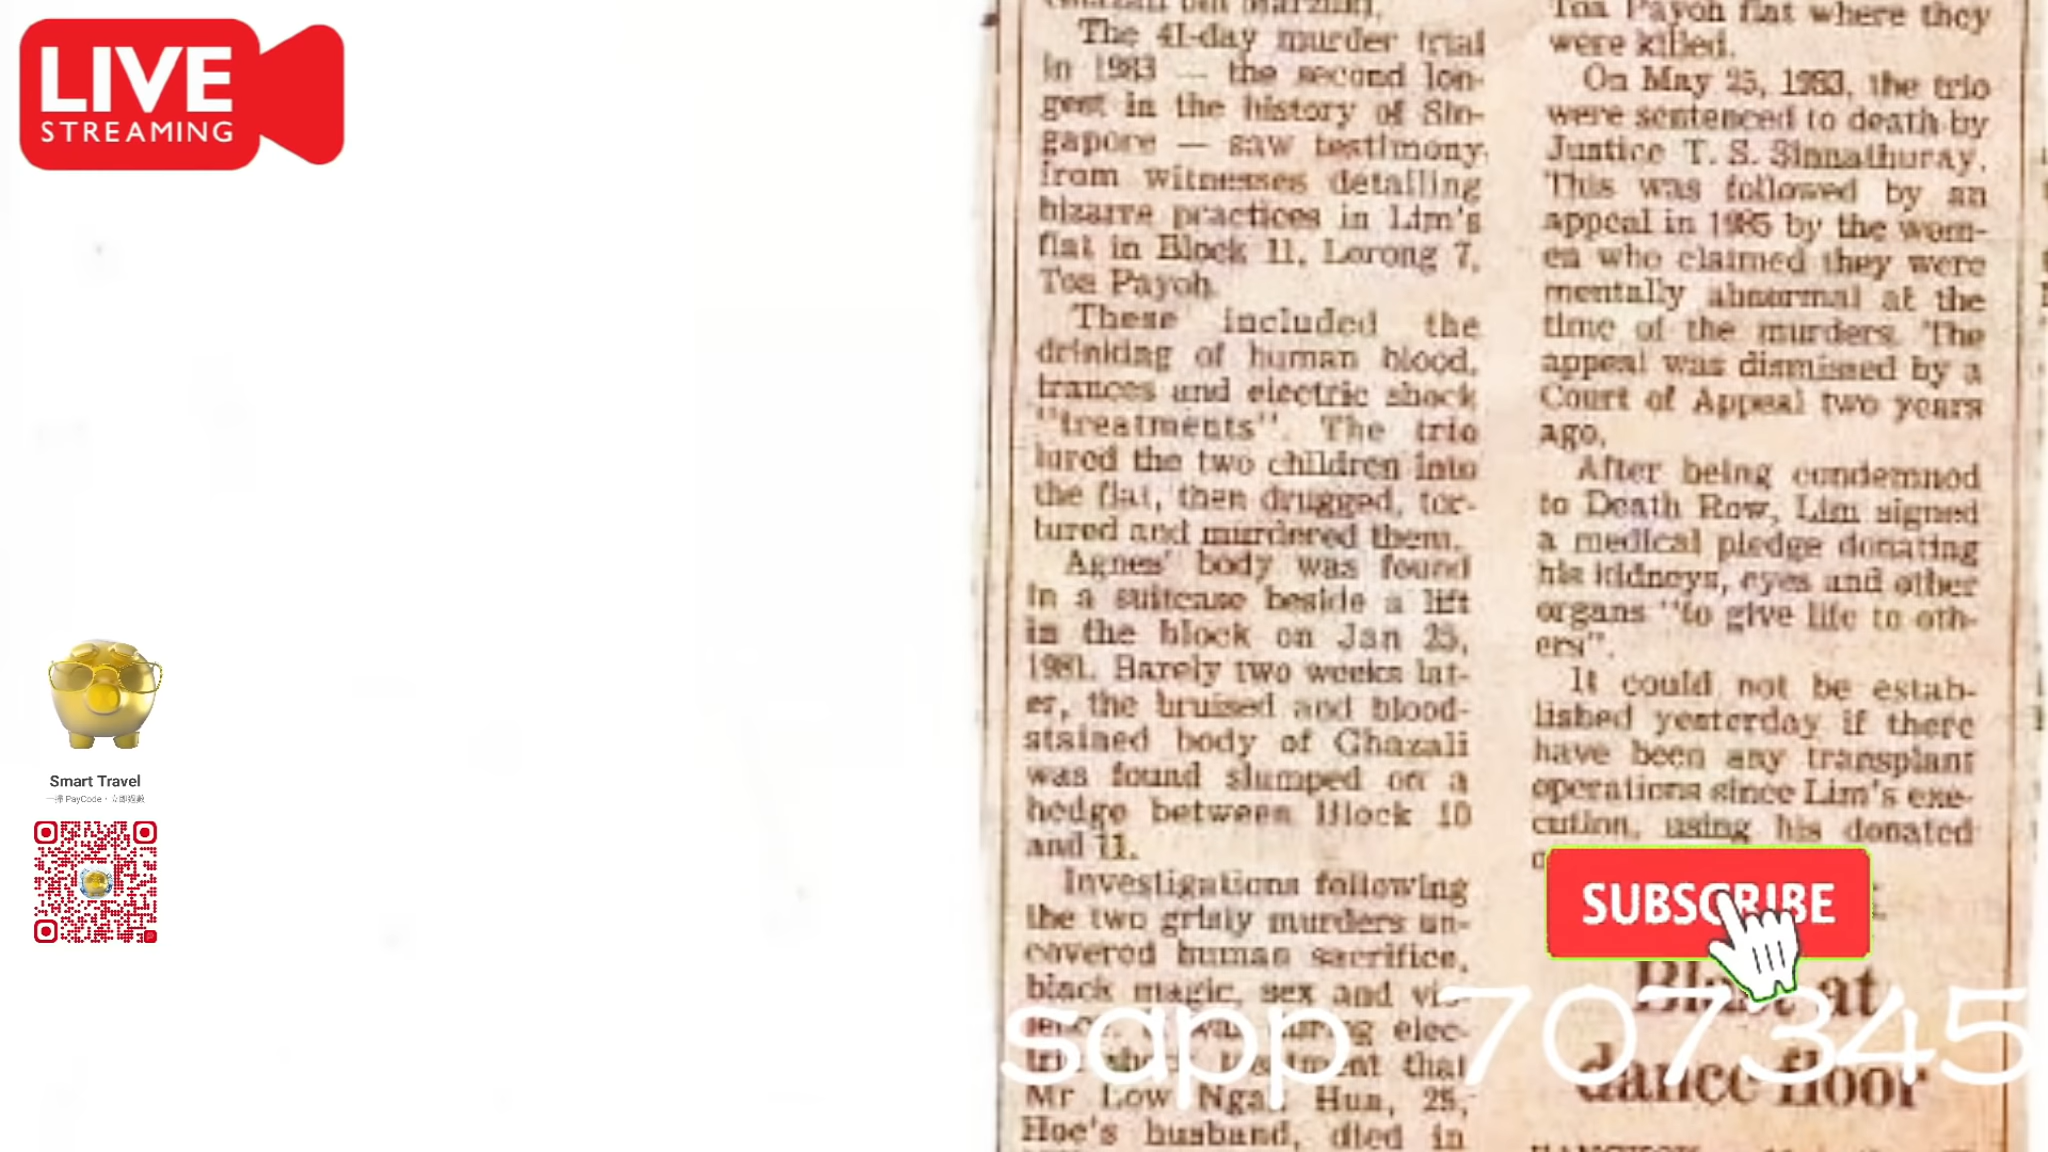 LIVE
STREAMING
Smart Travel
The 41-day murder trial
in 1983 — the second lon-
gest in the history of Sin-
gapore — saw testimony
from witnesses detailing
bizarre practices in Lim's
flat in Block 11, Lorong 7,
Toa Payoh.
These included the
drinking of human blood,
trances and electric shock
"treatments". The trio
lured the two children into
the flat, then drugged, tor-
tured and murdered them.
Agnes' body was found
in a suitcase beside a lift
in the block on Jan 25,
1981. Barely two weeks lat-
er, the bruised and blood-
stained body of Ghazali
was found slumped on a
hedge between Block 10
and 11.
Investigations following
the two grisly murders un-
covered human sacrifice,
black magic, sex and vio-
elec-
that
Mr Low Ngak Hua, 25,
Hoe's husband, died in
Toa Payoh flat where they
were killed.
On May 25, 1983, the trio
were sentenced to death by
Justice T. S. Sinnathuray.
This was followed by an
appeal in 1985 by the wom-
en who claimed they were
mentally abnormal at the
time of the murders. The
appeal was dismissed by a
Court of Appeal two years
ago.
After being condemned
to Death Row, Lim signed
a medical pledge donating
his kidneys, eyes and other
organs "to give life to oth-
ers".
It could not be estab-
lished yesterday if there
have been any transplant
operations since Lim's exe-
cution, using his donated
SUBSCRIBE
at
dance floor
sapp 707345